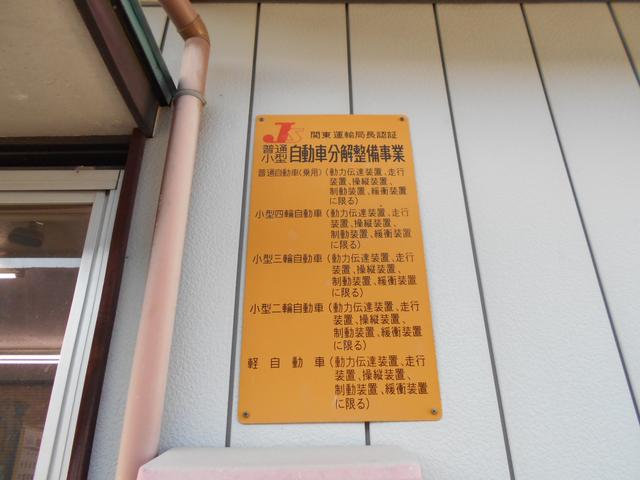 JS 関東運輸局長認証
普通
小型 自動車分解整備事業
普通自動車(乗用)(動力伝達装置、走行
装置、操縦装置、
制動装置、緩衝装置
に限る)
小型四輪自動車(動力伝達装置、走行
装置、操縦装置、
制動装置、緩衝装置
に限る)
小型三輪自動車(動力伝達装置、走行
装置、操縦装置、
制動装置、緩衝装置
に限る)
小型二輪自動車(動力伝達装置、走行
装置、操縦装置、
制動装置、緩衝装置
に限る)
軽自動車(動力伝達装置、走行
装置、操縦装置、
制動装置、緩衝装置
に限る)